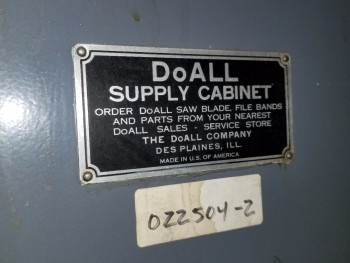 DoALL
SUPPLY CABINET
ORDER DoALL SAW BLADE, FILE BANDS
AND PARTS FROM YOUR NEAREST
DoALL SALES - SERVICE STORE
THE DoALL COMPANY
DES PLAINES, ILL.
MADE IN U.S. OF AMERICA
022504-2